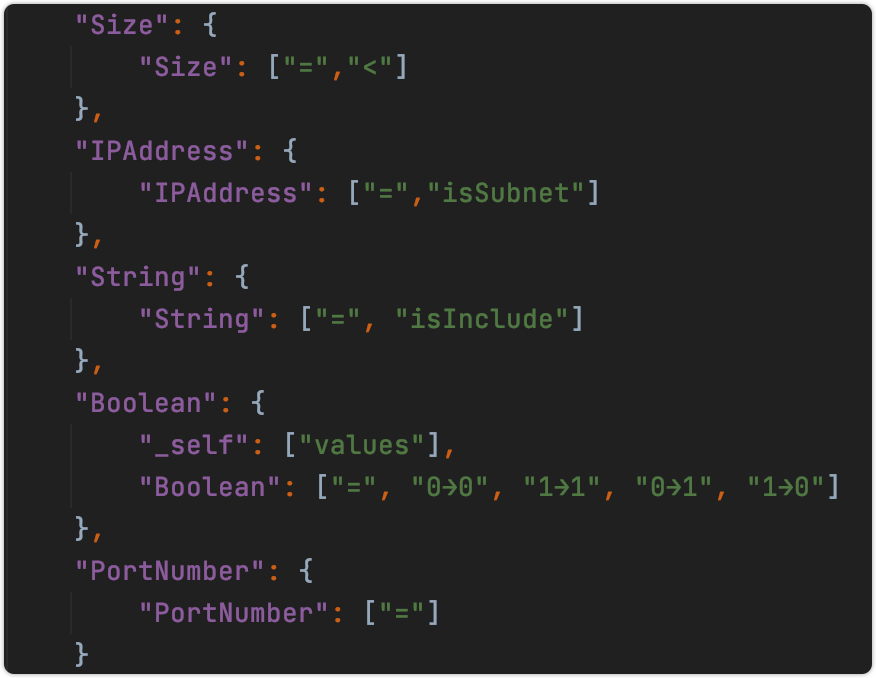 "Size": {
"Size": ["=","<"]
},
"IPAddress": {
"IPAddress": ["=","isSubnet"]
},
"String": {
"String": ["=", "isInclude"]
},
"Boolean": {
"_self": ["values"],
"Boolean": ["=", "0→0", "1→1", "0→1", "1→0"]
},
"PortNumber": {
"PortNumber": ["="]
}